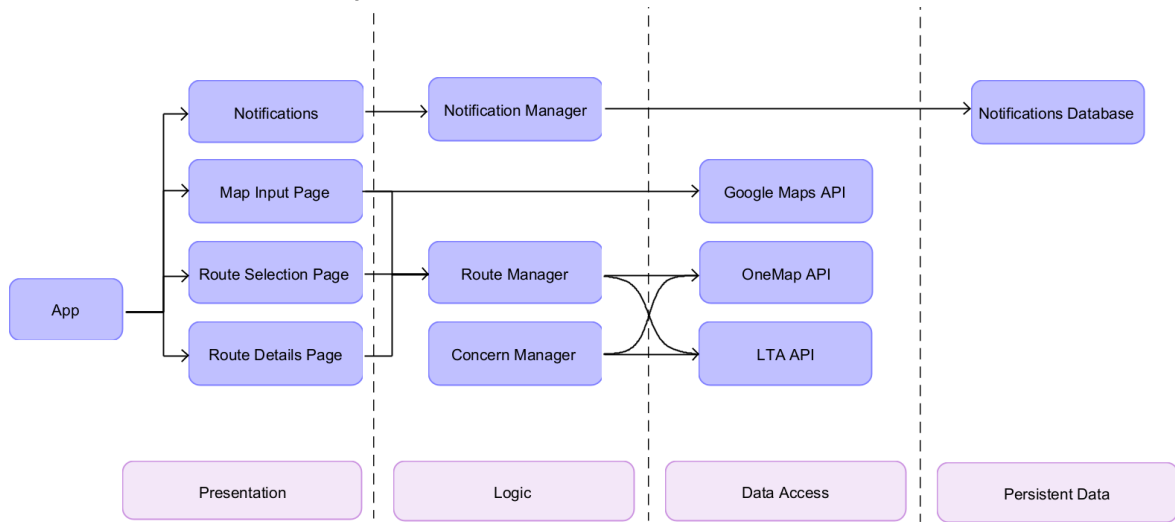 Notifications
Notification Manager
Notifications Database
Map Input Page
Google Maps API
Route Selection Page
Route Manager
OneMap API
App
Route Details Page
Concern Manager
LTA API
Presentation
Logic
Data Access
Persistent Data